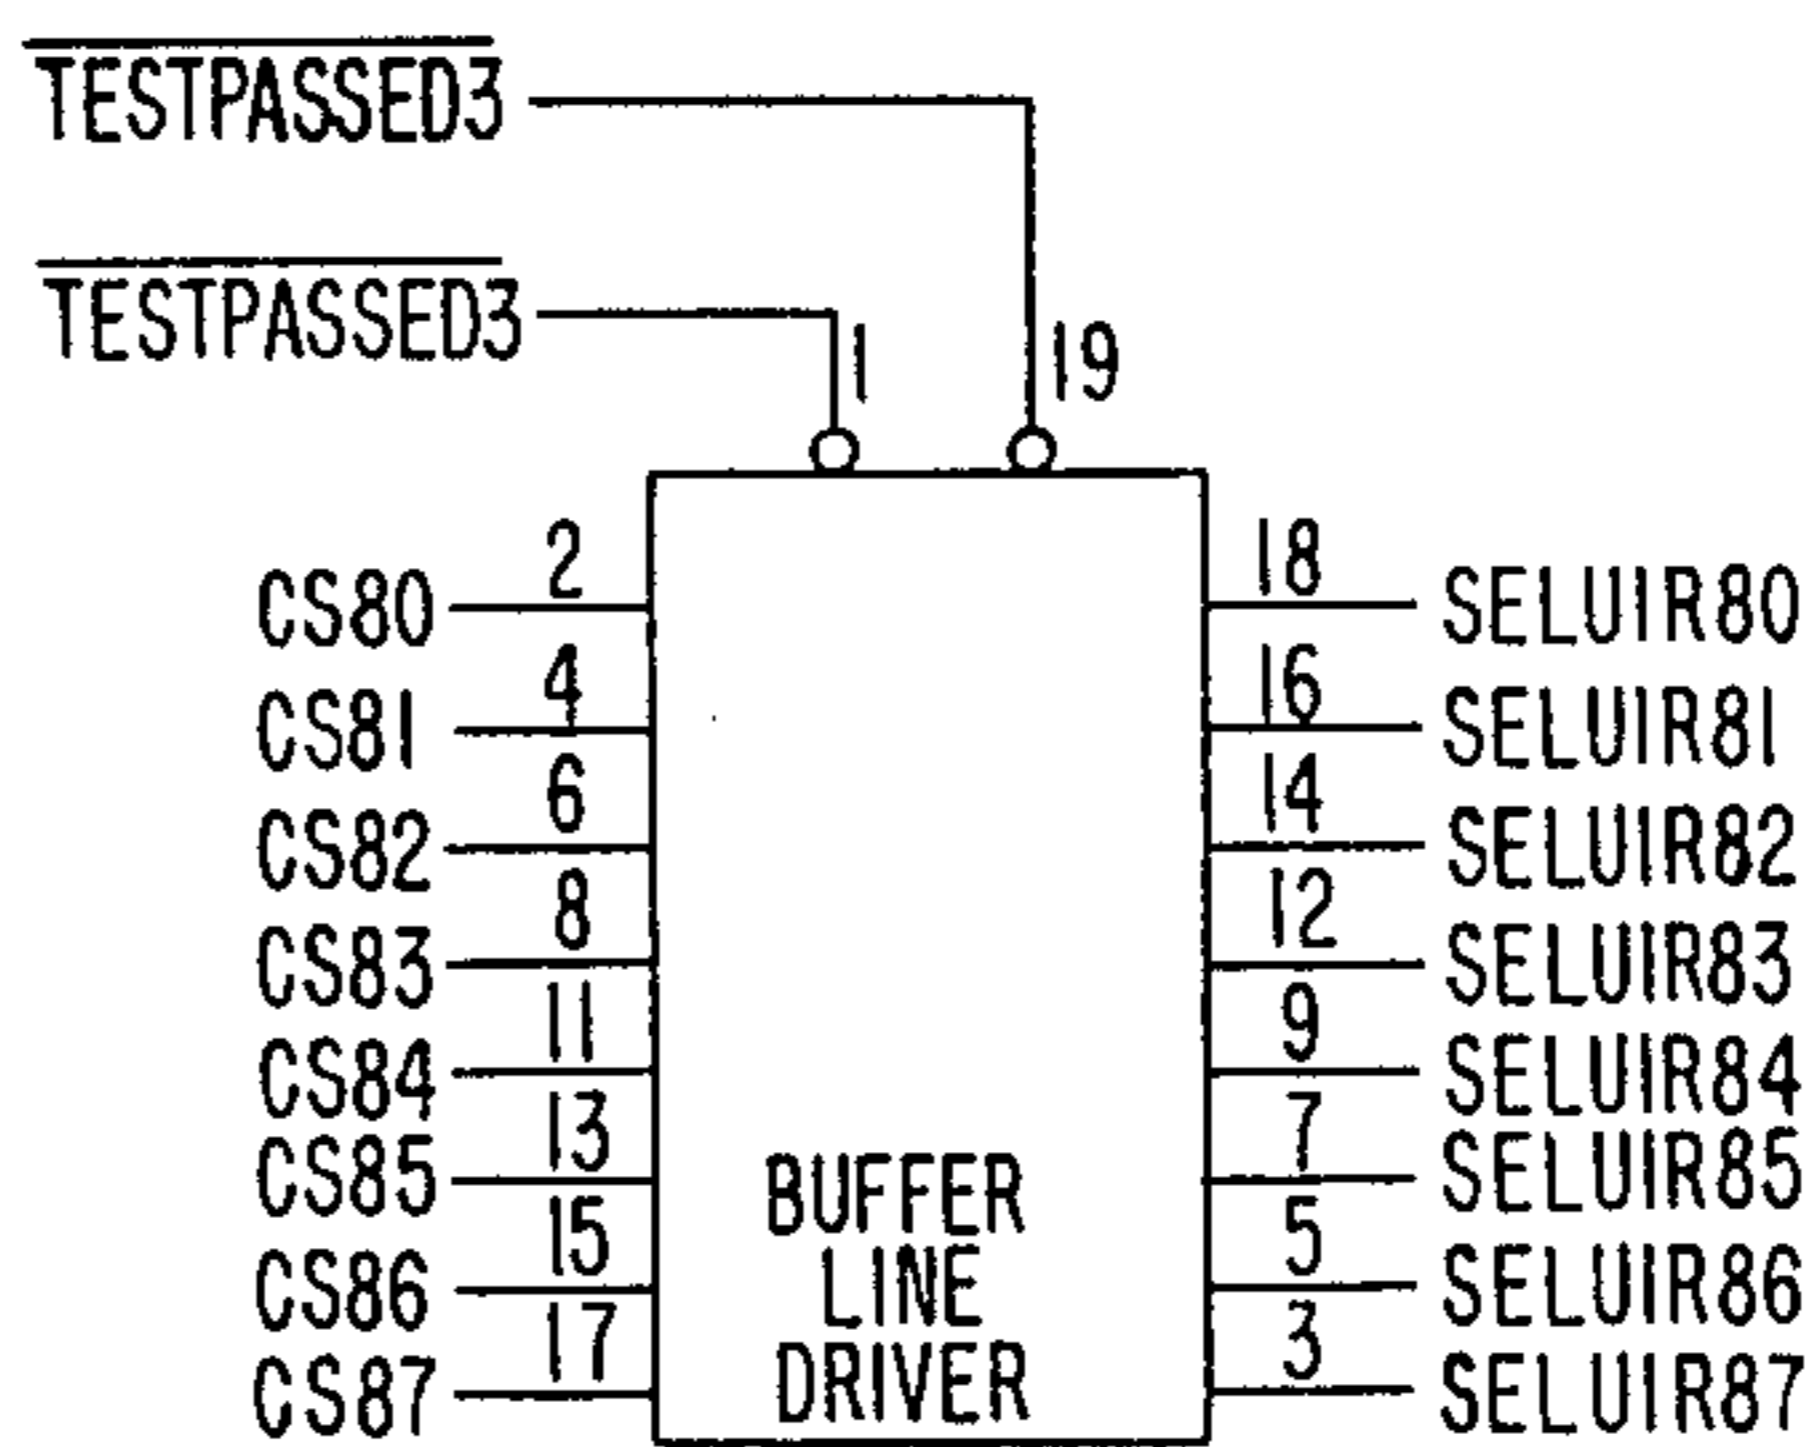 TESTPASSED3
TESTPASSED3
1
19
2
18
CS80
SELUIR80
4
16
CS81
SELUIR81
6
14
CS82
SELUIR82
8
12
CS83
SELUIR83
11
9
CS84
SELUIR84
13
7
CS85
SELUIR85
15
5
CS86
SELUIR86
17
3
CS87
SELUIR87
BUFFER
LINE
DRIVER